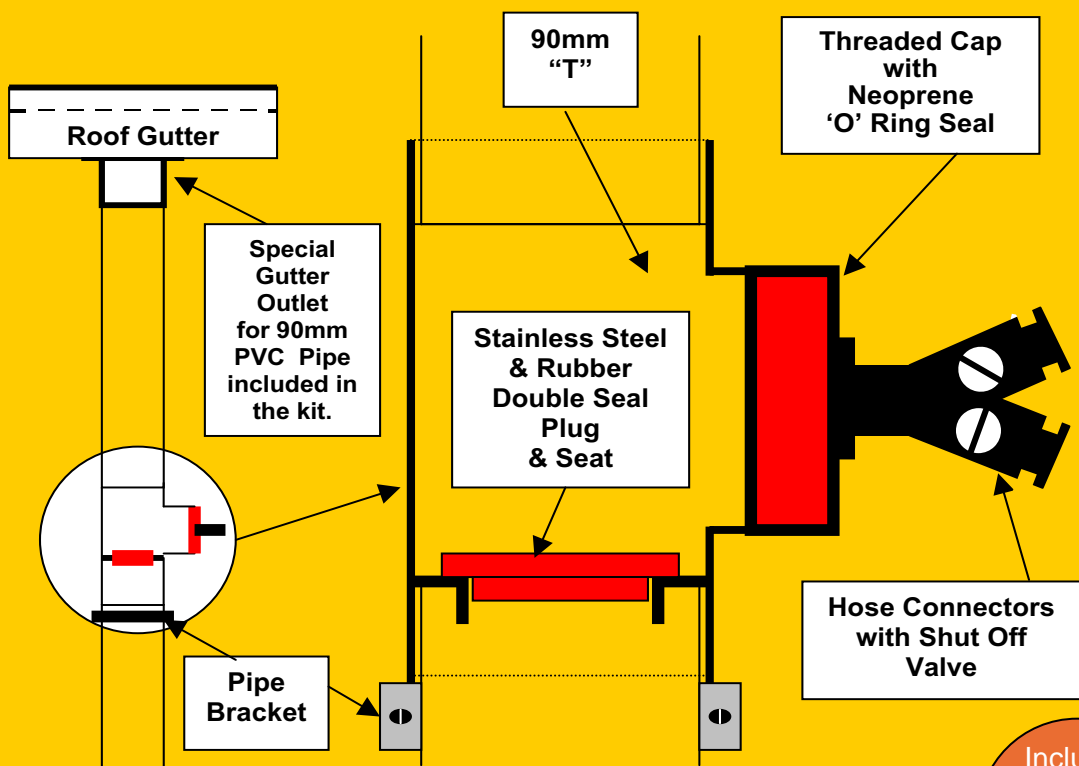 Roof Gutter
90mm
“T”
Threaded Cap
with
Neoprene
‘O’ Ring Seal
Special
Gutter
Outlet
for 90mm
PVC Pipe
included in
the kit.
Stainless Steel
& Rubber
Double Seal
Plug
& Seat
Hose Connectors
with Shut Off
Valve
Pipe
Bracket